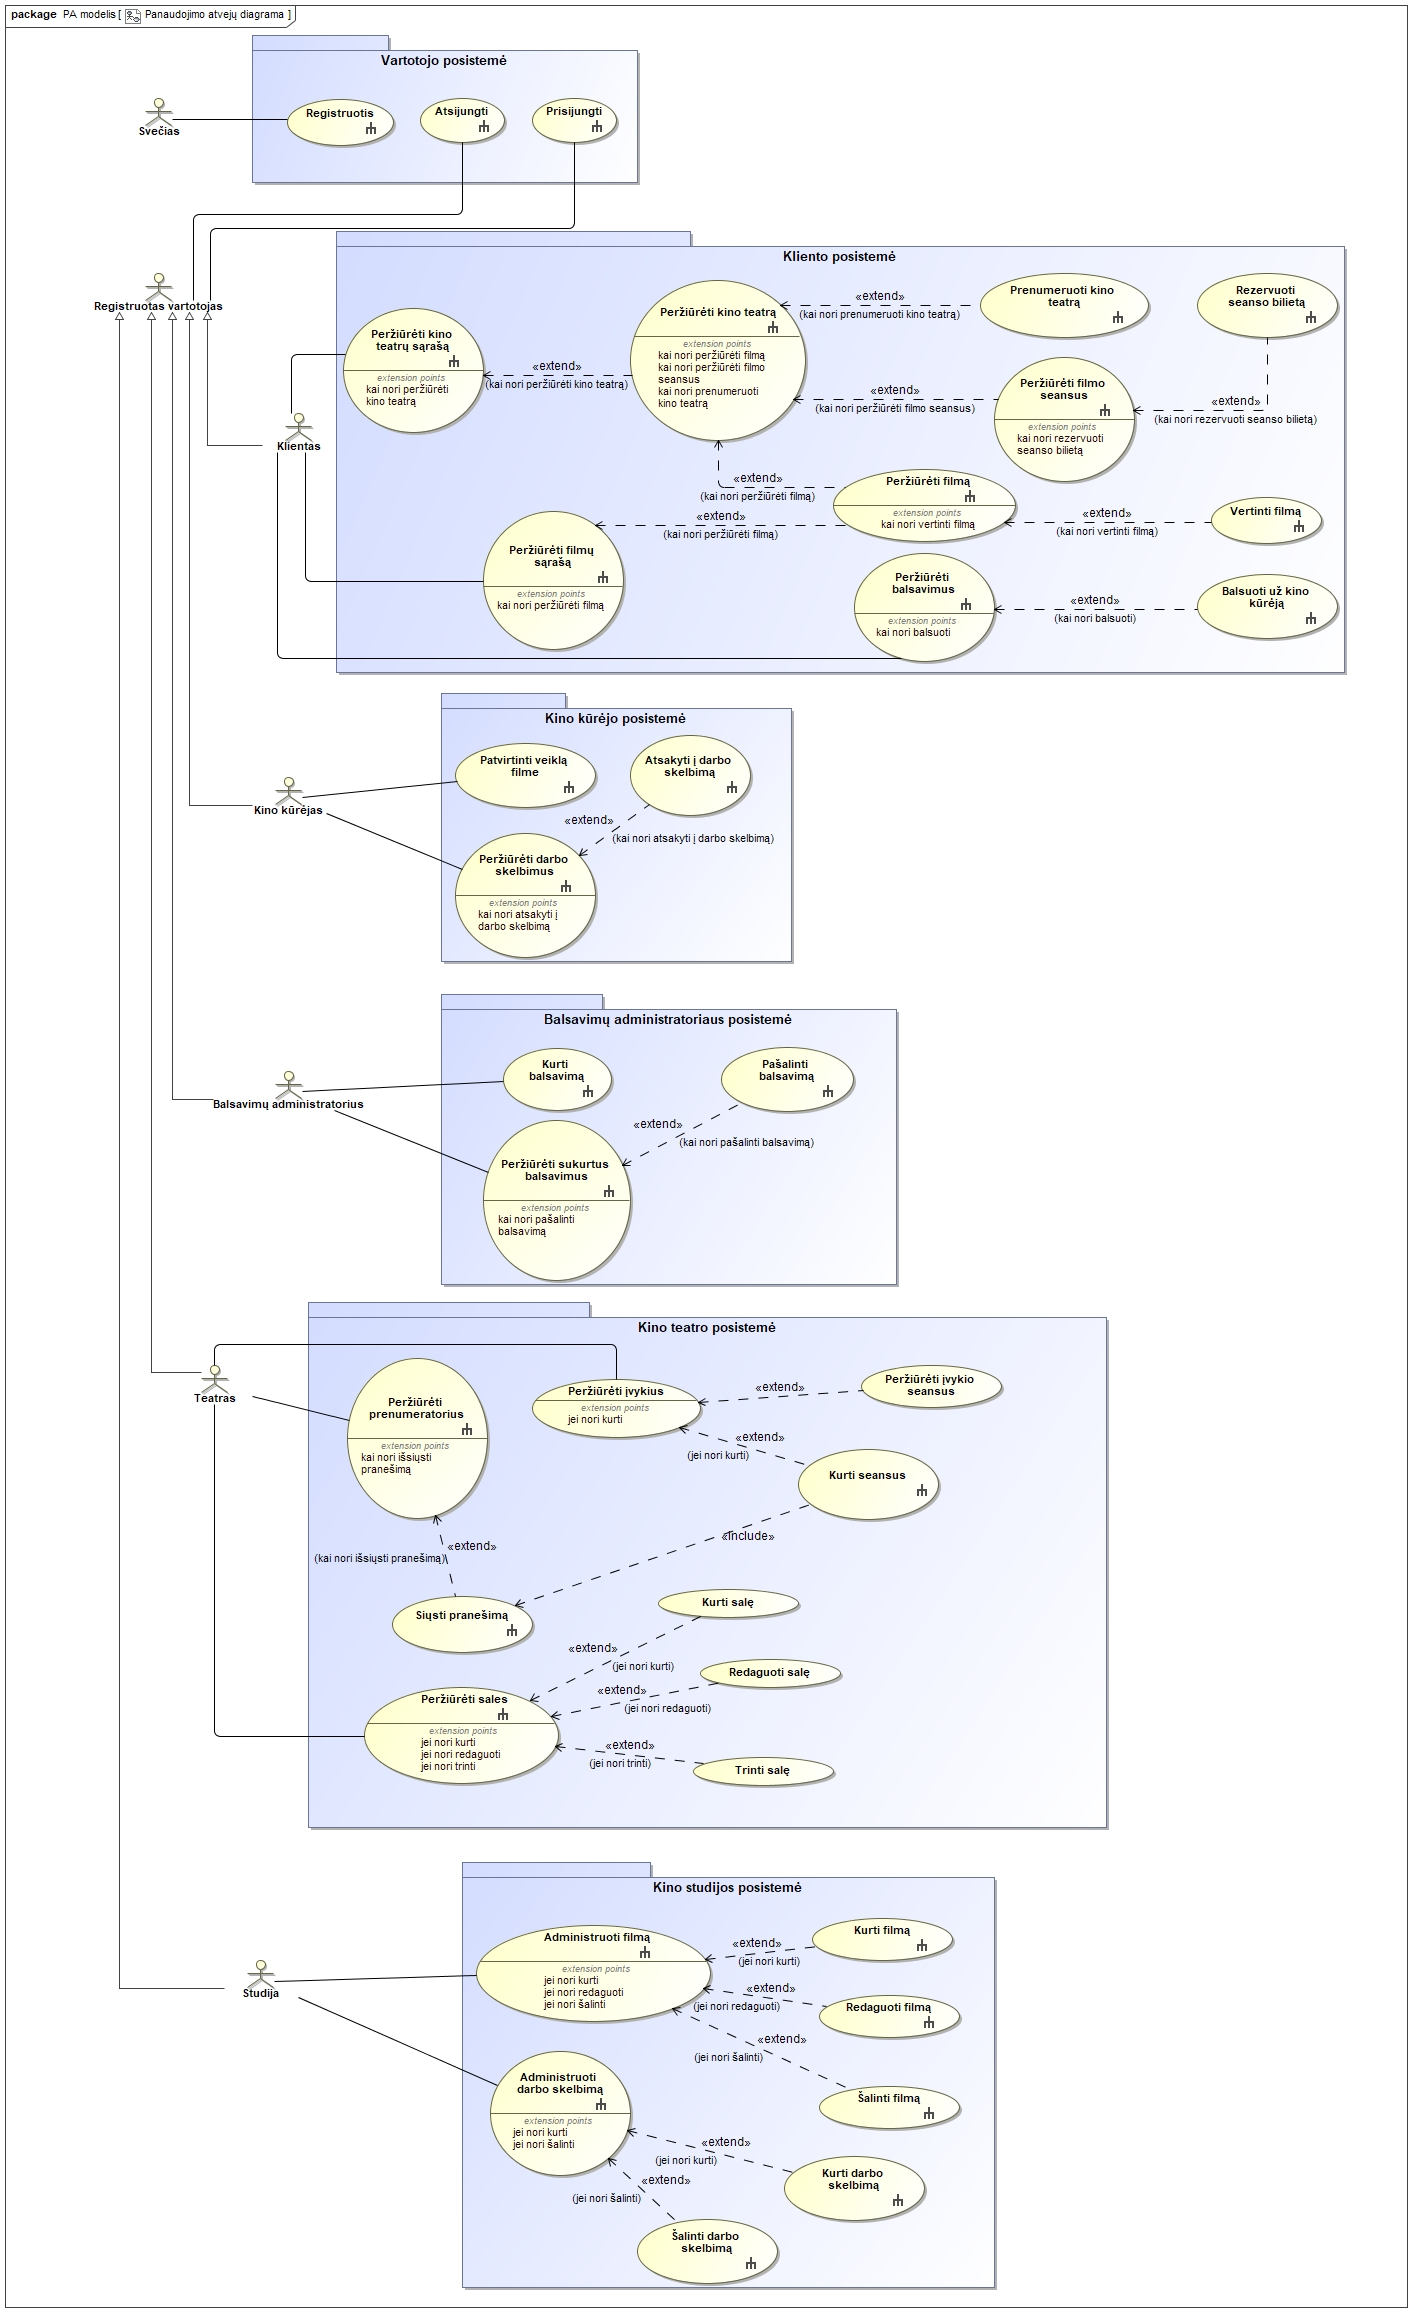 package PA modelis [ Panaudojimo atvejų diagrama ]
Vartotojo posistemė
Registruotis
Atsijungti
Prisijungti
Svečias
Registruotas vartotojas
Kliento posistemė
Peržiūrėti kino
teatrų sąrašą
extension points
kai nori peržiūrėti
kino teatrą
«extend»
(kai nori peržiūrėti kino teatrą)
Peržiūrėti kino teatrą
extension points
kai nori peržiūrėti filmą
kai nori peržiūrėti filmo
seansus
kai nori prenumeruoti
kino teatrą
«extend»
(kai nori prenumeruoti kino teatrą)
Prenumeruoti kino
teatrą
Rezervuoti
seanso bilietą
«extend»
(kai nori peržiūrėti filmo seansus)
Peržiūrėti filmo
seansus
extension points
kai nori rezervuoti
seanso bilietą
«extend»
(kai nori rezervuoti seanso bilietą)
Klientas
«extend»
(kai nori peržiūrėti filmą)
Peržiūrėti filmą
extension points
kai nori vertinti filmą
«extend»
(kai nori vertinti filmą)
Vertinti filmą
«extend»
(kai nori peržiūrėti filmą)
Peržiūrėti filmų
sąrašą
extension points
kai nori peržiūrėti filmą
Peržiūrėti
balsavimus
extension points
kai nori balsuoti
«extend»
(kai nori balsuoti)
Balsuoti už kino
kūrėją
Kino kūrėjo posistemė
Patvirtinti veiklą
filme
Atsakyti į darbo
skelbimą
Kino kūrėjas
«extend»
(kai nori atsakyti į darbo skelbimą)
Peržiūrėti darbo
skelbimus
extension points
kai nori atsakyti į
darbo skelbimą
Balsavimų administratoriaus posistemė
Kurti
balsavimą
Pašalinti
balsavimą
Balsavimų administratorius
«extend»
(kai nori pašalinti balsavimą)
Peržiūrėti sukurtus
balsavimus
extension points
kai nori pašalinti
balsavimą
Kino teatro posistemė
Teatras
Peržiūrėti
prenumeratorius
extension points
kai nori išsiųsti
pranešimą
Peržiūrėti įvykius
extension points
jei nori kurti
«extend»
Peržiūrėti įvykio
seansus
«extend»
(jei nori kurti)
Kurti seansus
«include»
«extend»
(kai nori išsiųsti pranešimą)
Siųsti pranešimą
Kurti salę
«extend»
(jei nori kurti)
Redaguoti salę
«extend»
(jei nori redaguoti)
Peržiūrėti sales
extension points
jei nori kurti
jei nori redaguoti
jei nori trinti
«extend»
(jei nori trinti)
Trinti salę
Kino studijos posistemė
Studija
Administruoti filmą
extension points
jei nori kurti
jei nori redaguoti
jei nori šalinti
«extend»
(jei nori kurti)
Kurti filmą
«extend»
(jei nori redaguoti)
Redaguoti filmą
«extend»
(jei nori šalinti)
Šalinti filmą
Administruoti
darbo skelbimą
extension points
jei nori kurti
jei nori šalinti
«extend»
(jei nori kurti)
Kurti darbo
skelbimą
«extend»
(jei nori šalinti)
Šalinti darbo
skelbimą